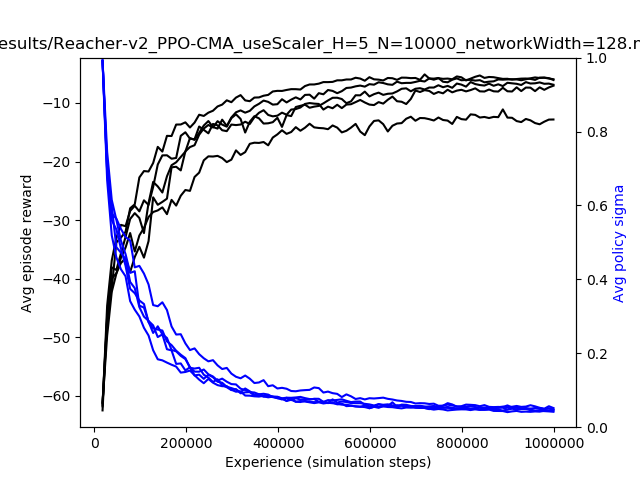 esults/Reacher-v2_PPO-CMA_useScaler_H=5_N=10000_networkWidth=128.n
Avg episode reward
−10
−20
−30
−40
−50
−60
1.0
0.8
0.6
0.4
0.2
0.0
Avg policy sigma
0 200000 400000 600000 800000 1000000
Experience (simulation steps)